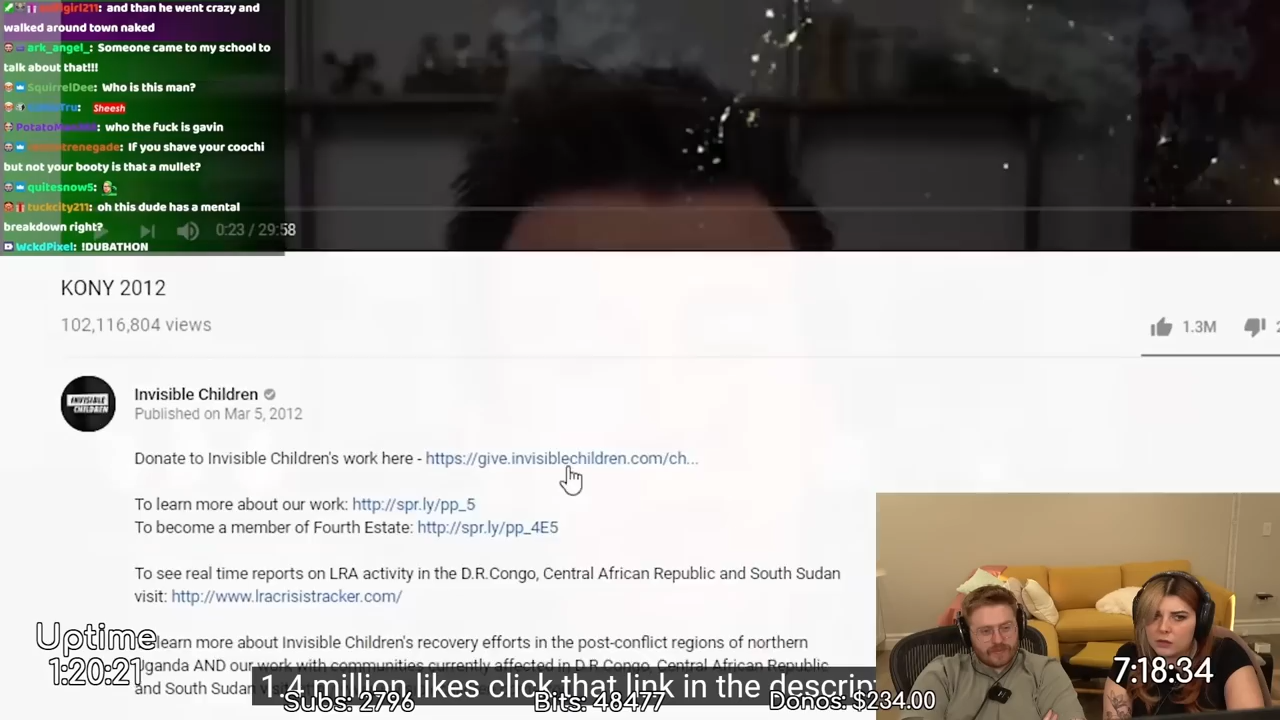 and than he went crazy and
walked around town naked
ark_angel_: Someone came to my school to
talk about that!!!
SquirrelDee: Who is this man?
Sheesh
who the fuck is gavin
If you shave your coochi
but not your booty is that a mullet?
quitesnow5:
tuckcity211: oh this dude has a mental
breakdown right?
0:23 / 29:58
WckdPixel: !DUBATHON
KONY 2012
102,116,804 views
1.3M
INVISIBLE CHILDREN
Invisible Children
Published on Mar 5, 2012
Donate to Invisible Children's work here - https://give.invisiblechildren.com/ch...
To learn more about our work: http://spr.ly/pp_5
To become a member of Fourth Estate: http://spr.ly/pp_4E5
To see real time reports on LRA activity in the D.R.Congo, Central African Republic and South Sudan
visit: http://www.lracrisistracker.com/
learn more about Invisible Children's recovery efforts in the post-conflict regions of northern
Uganda AND our work with communities currently affected in D.R.Congo, Central African Republic
and South Sudan
Uptime
1:20:21
1.4 million likes click that link in the descript
Subs: 2796
Bits: 48477
Donos: $234.00
7:18:34